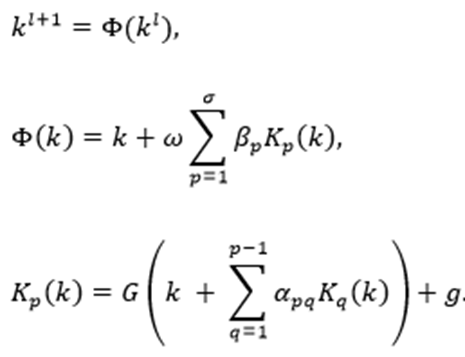 k^{l+1} = Φ(k^l),
Φ(k) = k + ω ∑_{p=1}^{σ} β_p K_p(k),
K_p(k) = G( k + ∑_{q=1}^{p−1} α_{pq} K_q(k) ) + g.